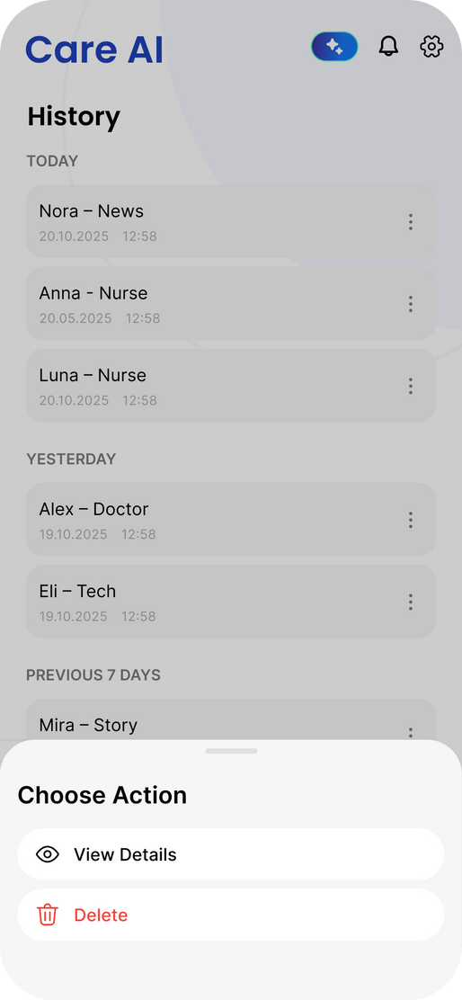 Care AI
History
TODAY
Nora – News
20.10.2025 12:58
Anna - Nurse
20.05.2025 12:58
Luna – Nurse
20.10.2025 12:58
YESTERDAY
Alex – Doctor
19.10.2025 12:58
Eli – Tech
19.10.2025 12:58
PREVIOUS 7 DAYS
Mira – Story
Choose Action
View Details
Delete